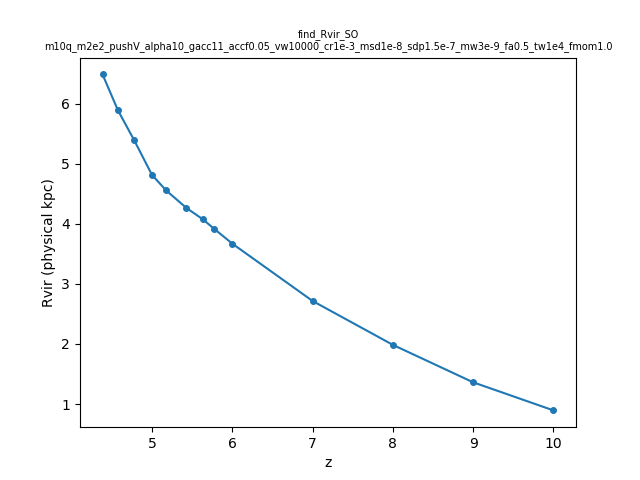 find_Rvir_SO
m10q_m2e2_pushV_alpha10_gacc11_accf0.05_vw10000_cr1e-3_msd1e-8_sdp1.5e-7_mw3e-9_fa0.5_tw1e4_fmom1.0
6
5
4
3
2
1
Rvir (physical kpc)
5 6 7 8 9 10
z